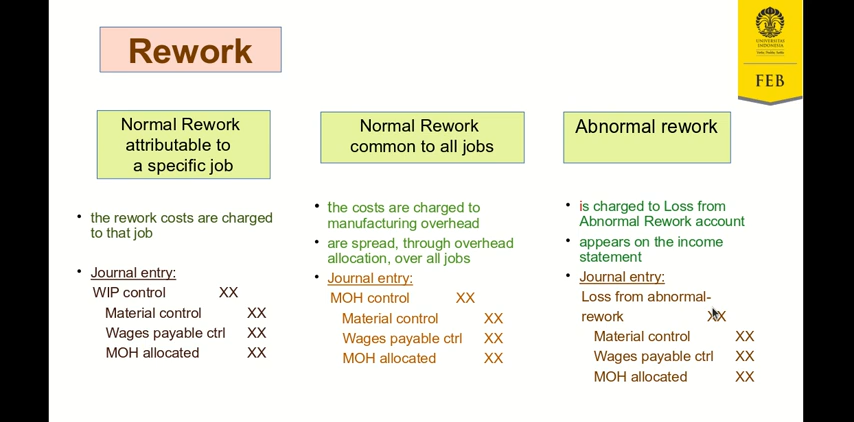 Rework
UNIVERSITAS
INDONESIA
FEB
Normal Rework
attributable to
a specific job
• the rework costs are charged
to that job
• Journal entry:
WIP control XX
Material control XX
Wages payable ctrl XX
MOH allocated XX
Normal Rework
common to all jobs
• the costs are charged to
manufacturing overhead
• are spread, through overhead
allocation, over all jobs
• Journal entry:
MOH control XX
Material control XX
Wages payable ctrl XX
MOH allocated XX
Abnormal rework
• is charged to Loss from
Abnormal Rework account
• appears on the income
statement
• Journal entry:
Loss from abnormal-
rework XX
Material control XX
Wages payable ctrl XX
MOH allocated XX